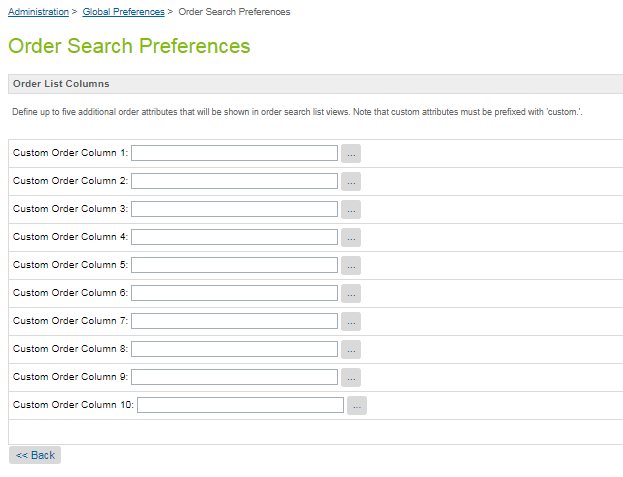 Administration > Global Preferences > Order Search Preferences
Order Search Preferences
Order List Columns
Define up to five additional order attributes that will be shown in order search list views. Note that custom attributes must be prefixed with 'custom.'.
Custom Order Column 1: ...
Custom Order Column 2: ...
Custom Order Column 3: ...
Custom Order Column 4: ...
Custom Order Column 5: ...
Custom Order Column 6: ...
Custom Order Column 7: ...
Custom Order Column 8: ...
Custom Order Column 9: ...
Custom Order Column 10: ...
<< Back